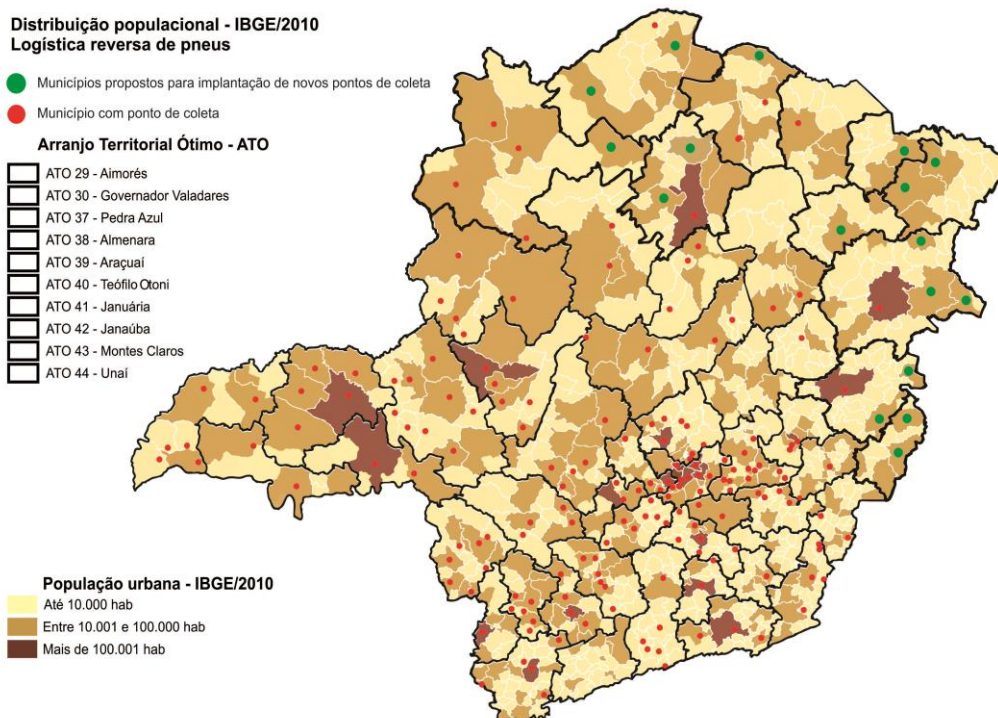 Distribuição populacional - IBGE/2010
Logística reversa de pneus
Municípios propostos para implantação de novos pontos de coleta
Município com ponto de coleta
Arranjo Territorial Ótimo - ATO
ATO 29 - Aimorés
ATO 30 - Governador Valadares
ATO 37 - Pedra Azul
ATO 38 - Almenara
ATO 39 - Araçuaí
ATO 40 - Teófilo Otoni
ATO 41 - Januária
ATO 42 - Janaúba
ATO 43 - Montes Claros
ATO 44 - Unaí
População urbana - IBGE/2010
Até 10.000 hab
Entre 10.001 e 100.000 hab
Mais de 100.001 hab